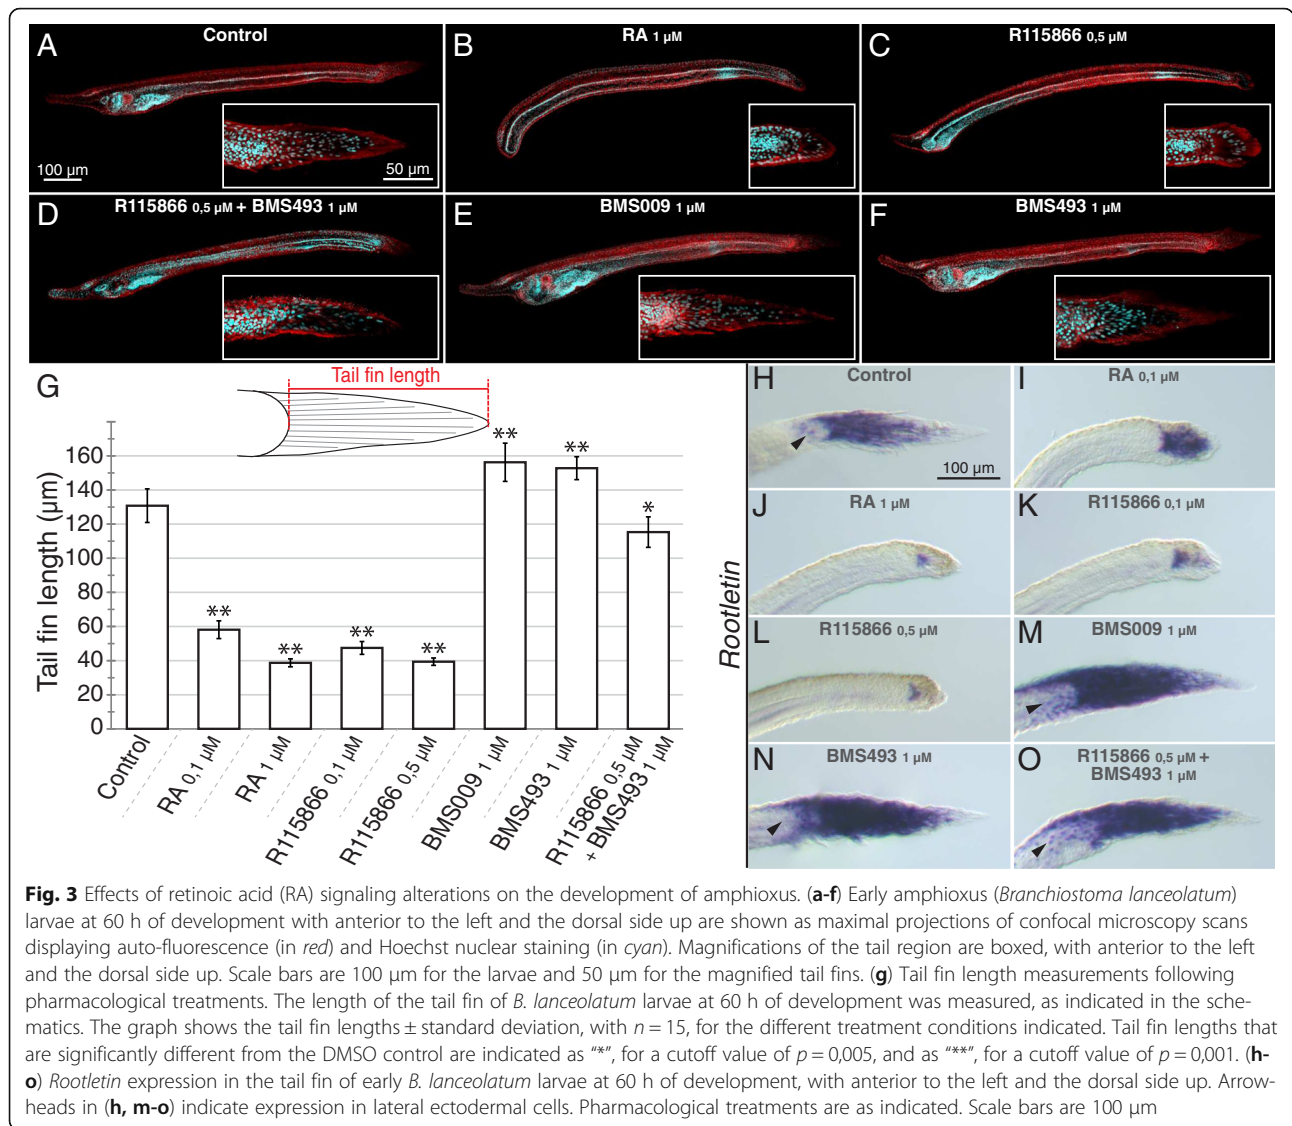 A
Control
100 µm
50 µm
B
RA 1 µM
C
R115866 0,5 µM
D
R115866 0,5 µM + BMS493 1 µM
E
BMS009 1 µM
F
BMS493 1 µM
G
Tail fin length
Tail fin length (µm)
160
140
120
100
80
60
40
20
0
**
**
**
**
**
**
*
Control
RA 0,1 µM
RA 1 µM
R115866 0,1 µM
R115866 0,5 µM
BMS009 1 µM
BMS493 1 µM
R115866 0,5 µM
+ BMS493 1 µM
Rootletin
H
Control
100 µm
I
RA 0,1 µM
J
RA 1 µM
K
R115866 0,1 µM
L
R115866 0,5 µM
M
BMS009 1 µM
N
BMS493 1 µM
O
R115866 0,5 µM +
BMS493 1 µM
Fig. 3 Effects of retinoic acid (RA) signaling alterations on the development of amphioxus. (a-f) Early amphioxus (Branchiostoma lanceolatum)
larvae at 60 h of development with anterior to the left and the dorsal side up are shown as maximal projections of confocal microscopy scans
displaying auto-fluorescence (in red) and Hoechst nuclear staining (in cyan). Magnifications of the tail region are boxed, with anterior to the left
and the dorsal side up. Scale bars are 100 µm for the larvae and 50 µm for the magnified tail fins. (g) Tail fin length measurements following
pharmacological treatments. The length of the tail fin of B. lanceolatum larvae at 60 h of development was measured, as indicated in the sche-
matics. The graph shows the tail fin lengths ± standard deviation, with n = 15, for the different treatment conditions indicated. Tail fin lengths that
are significantly different from the DMSO control are indicated as “*”, for a cutoff value of p = 0,005, and as “**”, for a cutoff value of p = 0,001. (h-
o) Rootletin expression in the tail fin of early B. lanceolatum larvae at 60 h of development, with anterior to the left and the dorsal side up. Arrow-
heads in (h, m-o) indicate expression in lateral ectodermal cells. Pharmacological treatments are as indicated. Scale bars are 100 µm